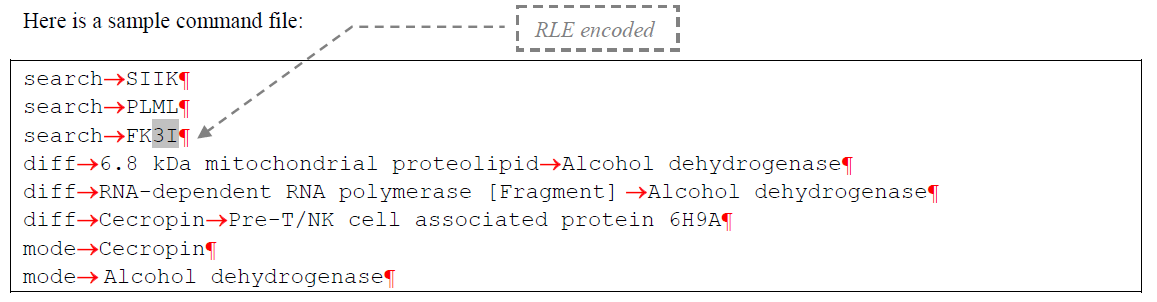 Here is a sample command file:
RLE encoded
search→SIIK¶
search→PLML¶
search→FK3I¶
diff→6.8 kDa mitochondrial proteolipid→Alcohol dehydrogenase¶
diff→RNA-dependent RNA polymerase [Fragment]→Alcohol dehydrogenase¶
diff→Cecropin→Pre-T/NK cell associated protein 6H9A¶
mode→Cecropin¶
mode→Alcohol dehydrogenase¶